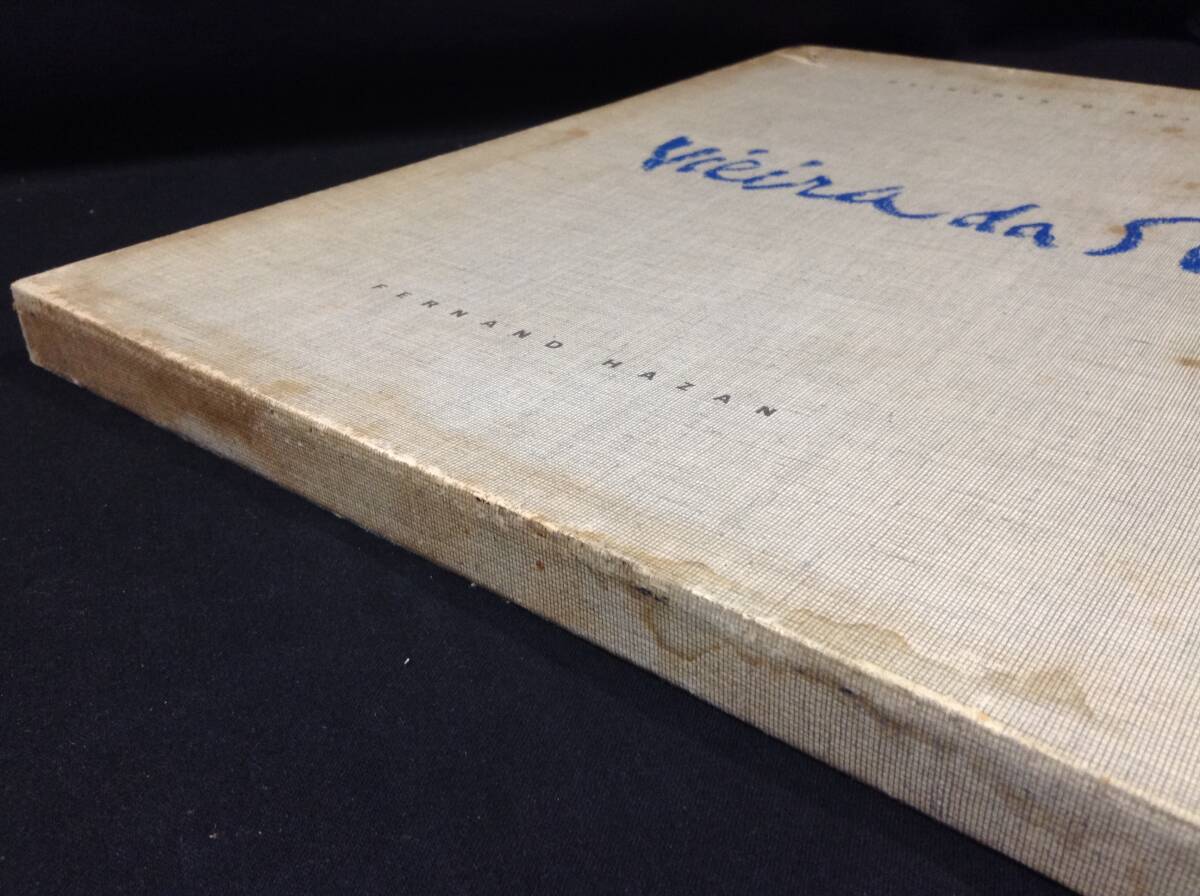 Vieira da S
FERNAND HAZAN